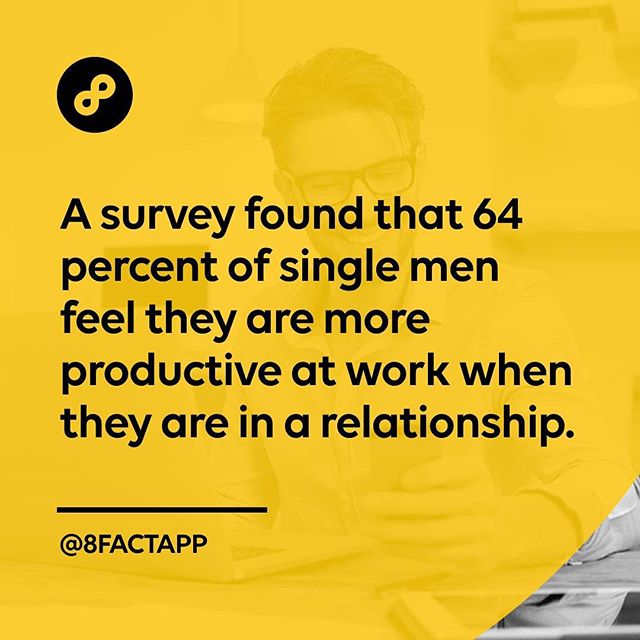 A survey found that 64
percent of single men
feel they are more
productive at work when
they are in a relationship.
@8FACTAPP